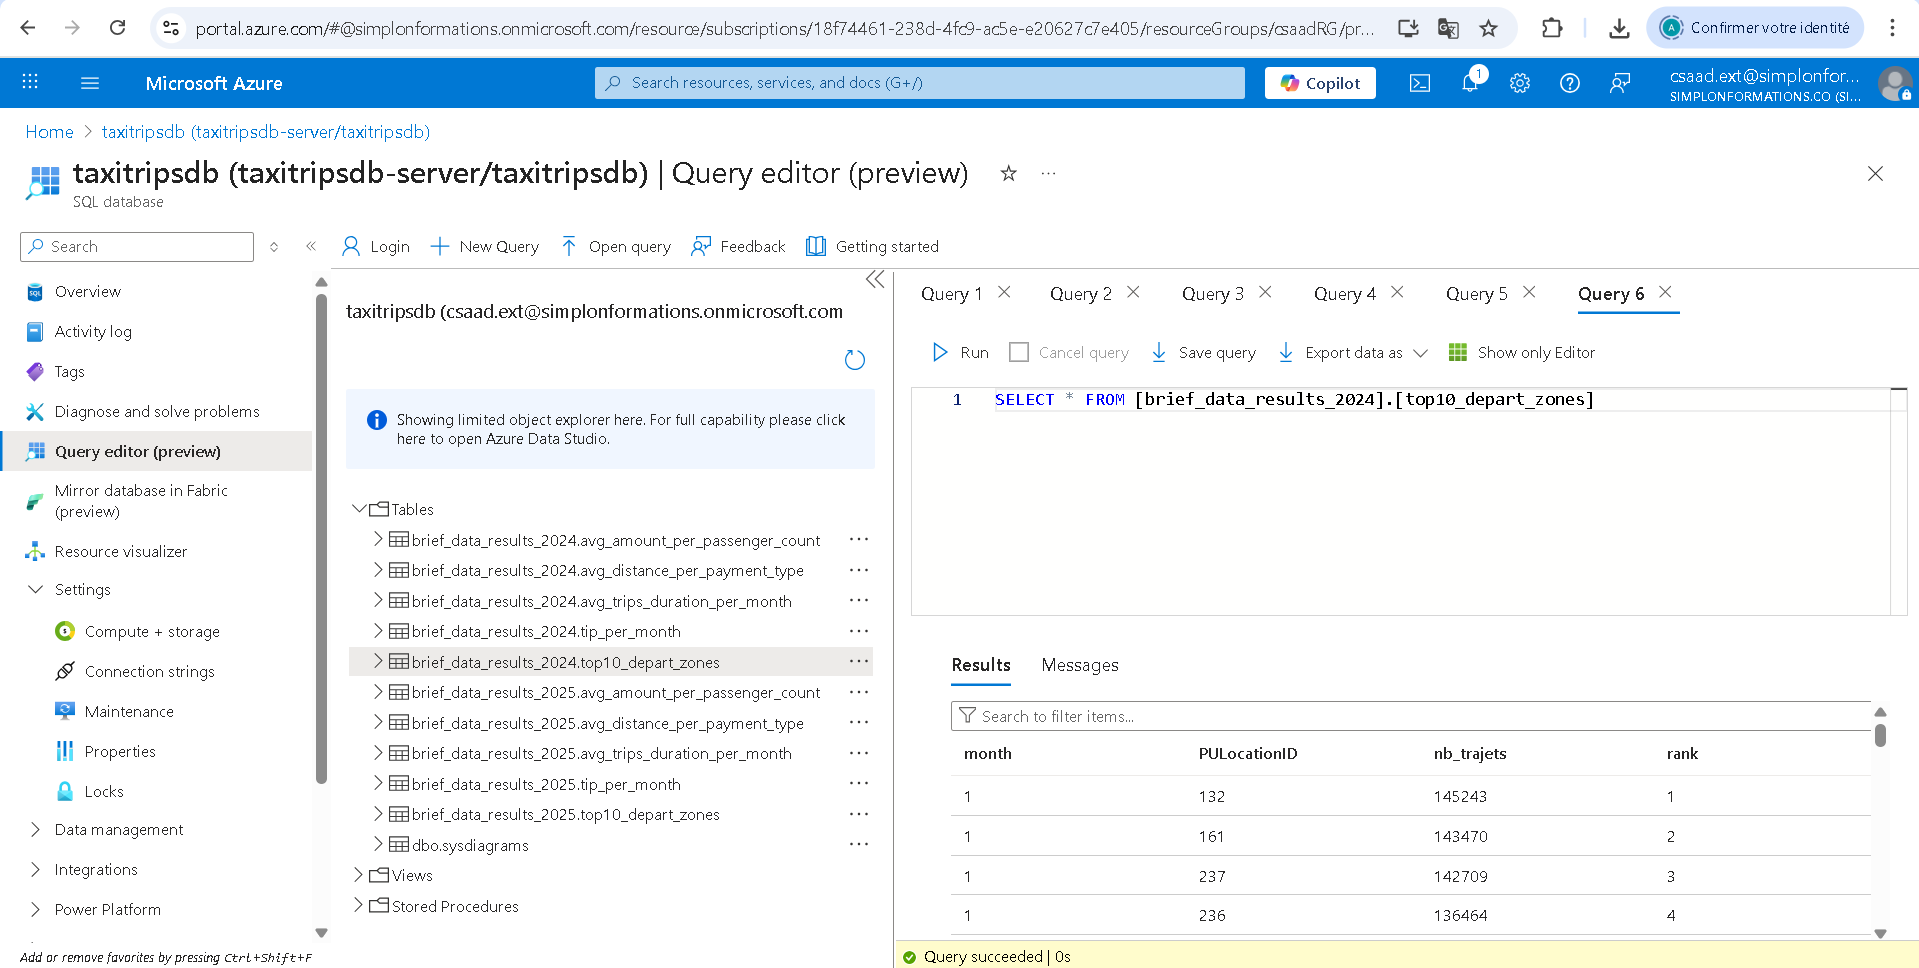 portal.azure.com/#@simplonformations.onmicrosoft.com/resource/subscriptions/18f74461-238d-4fc9-ac5e-e20627c7e405/resourceGroups/csaadRG/pr...
Confirmer votre identité
Microsoft Azure
Search resources, services, and docs (G+/)
Copilot
1
csaad.ext@simplonfor...
SIMPLONFORMATIONS.CO (SI...
Home > taxitripsdb (taxitripsdb-server/taxitripsdb)
taxitripsdb (taxitripsdb-server/taxitripsdb) | Query editor (preview)
SQL database
Search
Login
New Query
Open query
Feedback
Getting started
Overview
Activity log
Tags
Diagnose and solve problems
Query editor (preview)
Mirror database in Fabric
(preview)
Resource visualizer
Settings
Compute + storage
Connection strings
Maintenance
Properties
Locks
Data management
Integrations
Power Platform
Add or remove favorites by pressing Ctrl+Shift+F
taxitripsdb (csaad.ext@simplonformations.onmicrosoft.com
Showing limited object explorer here. For full capability please click
here to open Azure Data Studio.
Tables
brief_data_results_2024.avg_amount_per_passenger_count
brief_data_results_2024.avg_distance_per_payment_type
brief_data_results_2024.avg_trips_duration_per_month
brief_data_results_2024.tip_per_month
brief_data_results_2024.top10_depart_zones
brief_data_results_2025.avg_amount_per_passenger_count
brief_data_results_2025.avg_distance_per_payment_type
brief_data_results_2025.avg_trips_duration_per_month
brief_data_results_2025.tip_per_month
brief_data_results_2025.top10_depart_zones
dbo.sysdiagrams
Views
Stored Procedures
Query 1
Query 2
Query 3
Query 4
Query 5
Query 6
Run
Cancel query
Save query
Export data as
Show only Editor
1 SELECT * FROM [brief_data_results_2024].[top10_depart_zones]
Results
Messages
Search to filter items...
month PULocationID nb_trajets rank
1 132 145243 1
1 161 143470 2
1 237 142709 3
1 236 136464 4
Query succeeded | 0s